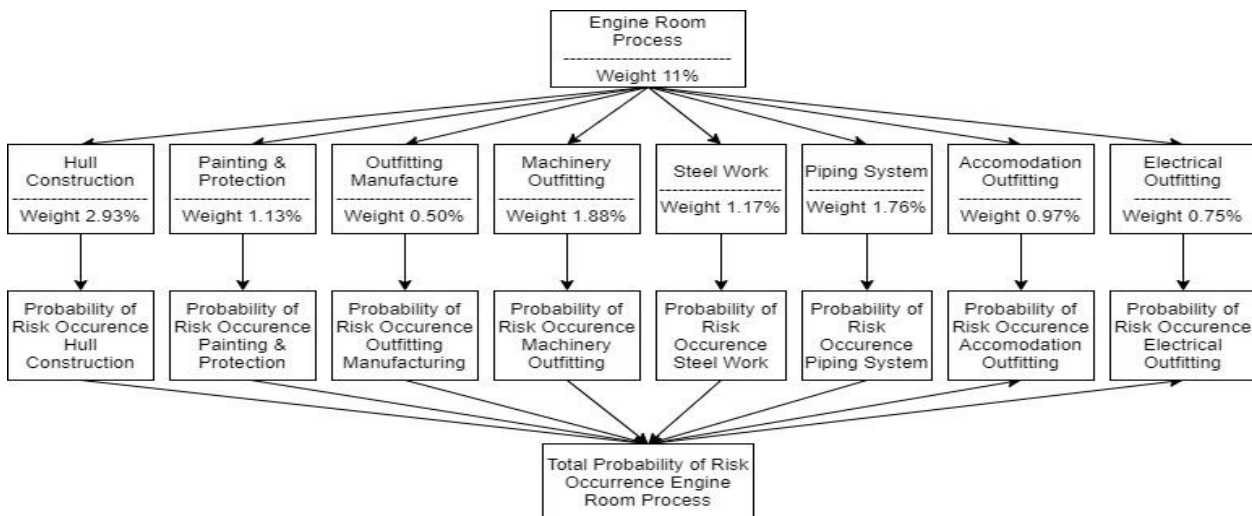 Engine Room
Process
------------------------------
Weight 11%
Hull
Construction
--------------------
Weight 2.93%
Painting &
Protection
--------------------
Weight 1.13%
Outfitting
Manufacture
--------------------
Weight 0.50%
Machinery
Outfitting
--------------------
Weight 1.88%
Steel Work
--------------------
Weight 1.17%
Piping System
--------------------
Weight 1.76%
Accomodation
Outfitting
--------------------
Weight 0.97%
Electrical
Outfitting
--------------------
Weight 0.75%
Probability of
Risk Occurence
Hull
Construction
Probability of
Risk Occurence
Painting &
Protection
Probability of
Risk Occurence
Outfitting
Manufacturing
Probability of
Risk Occurence
Machinery
Outfitting
Probability of
Risk
Occurence
Steel Work
Probability of
Risk
Occurence
Piping System
Probability of
Risk Occurence
Accomodation
Outfitting
Probability of
Risk Occurence
Electrical
Outfitting
Total Probability of Risk
Occurrence Engine
Room Process